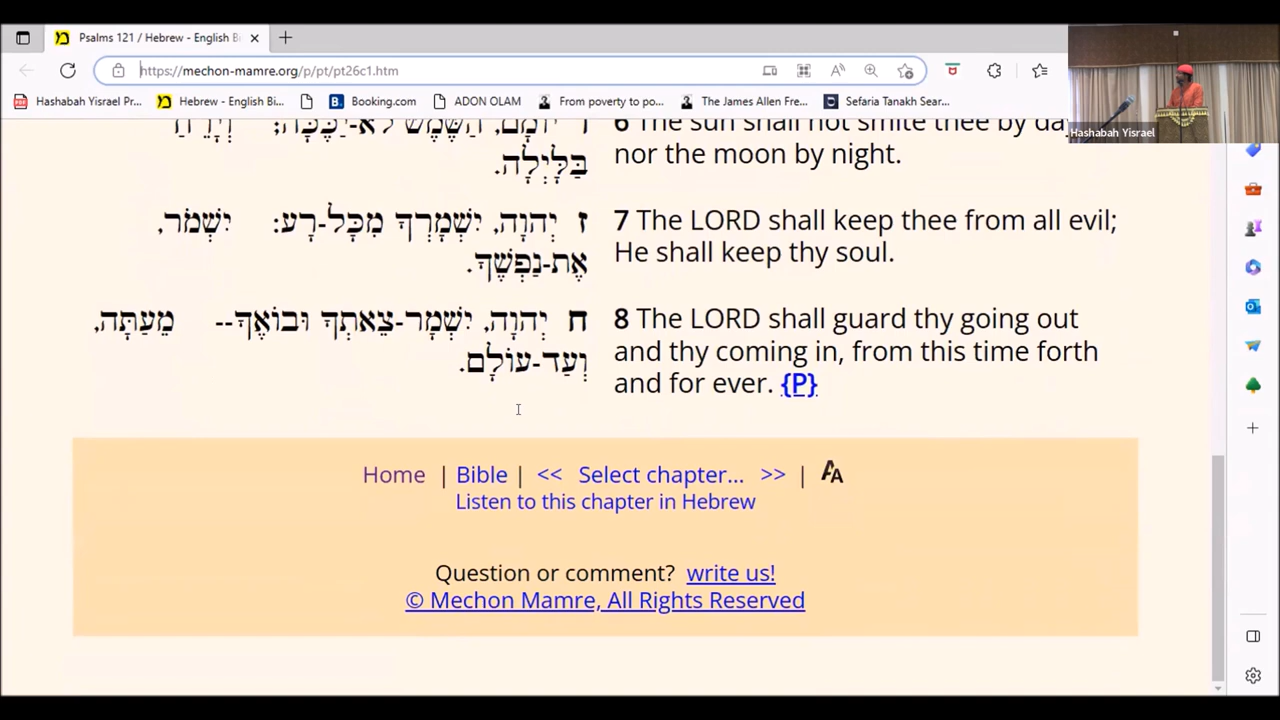 Psalms 121 / Hebrew - English B
https://mechon-mamre.org/p/pt/pt26c1.htm
Hashabah Yisrael Pr...
Hebrew - English Bi...
Booking.com
ADON OLAM
From poverty to po...
The James Allen Fre...
Sefaria Tanakh Sear...
Hashabah Yisrael
ו יוֹמָם, הַשֶּׁמֶשׁ לֹא-יַכֶּכָּה; וְיָרֵחַ
בַּלָּיְלָה.
6 The sun shall not smite thee by day,
nor the moon by night.
ז יְהוָה, יִשְׁמָרְךָ מִכָּל-רָע: יִשְׁמֹר,
אֶת-נַפְשֶׁךָ.
7 The LORD shall keep thee from all evil;
He shall keep thy soul.
ח יְהוָה, יִשְׁמָר-צֵאתְךָ וּבוֹאֶךָ-- מֵעַתָּה,
וְעַד-עוֹלָם.
8 The LORD shall guard thy going out
and thy coming in, from this time forth
and for ever. {P}
Home | Bible | << Select chapter... >> | AA
Listen to this chapter in Hebrew
Question or comment? write us!
© Mechon Mamre, All Rights Reserved